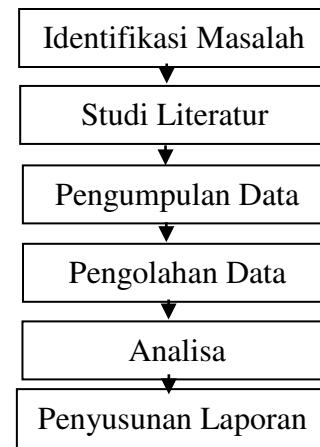 Identifikasi Masalah
Studi Literatur
Pengumpulan Data
Pengolahan Data
Analisa
Penyusunan Laporan